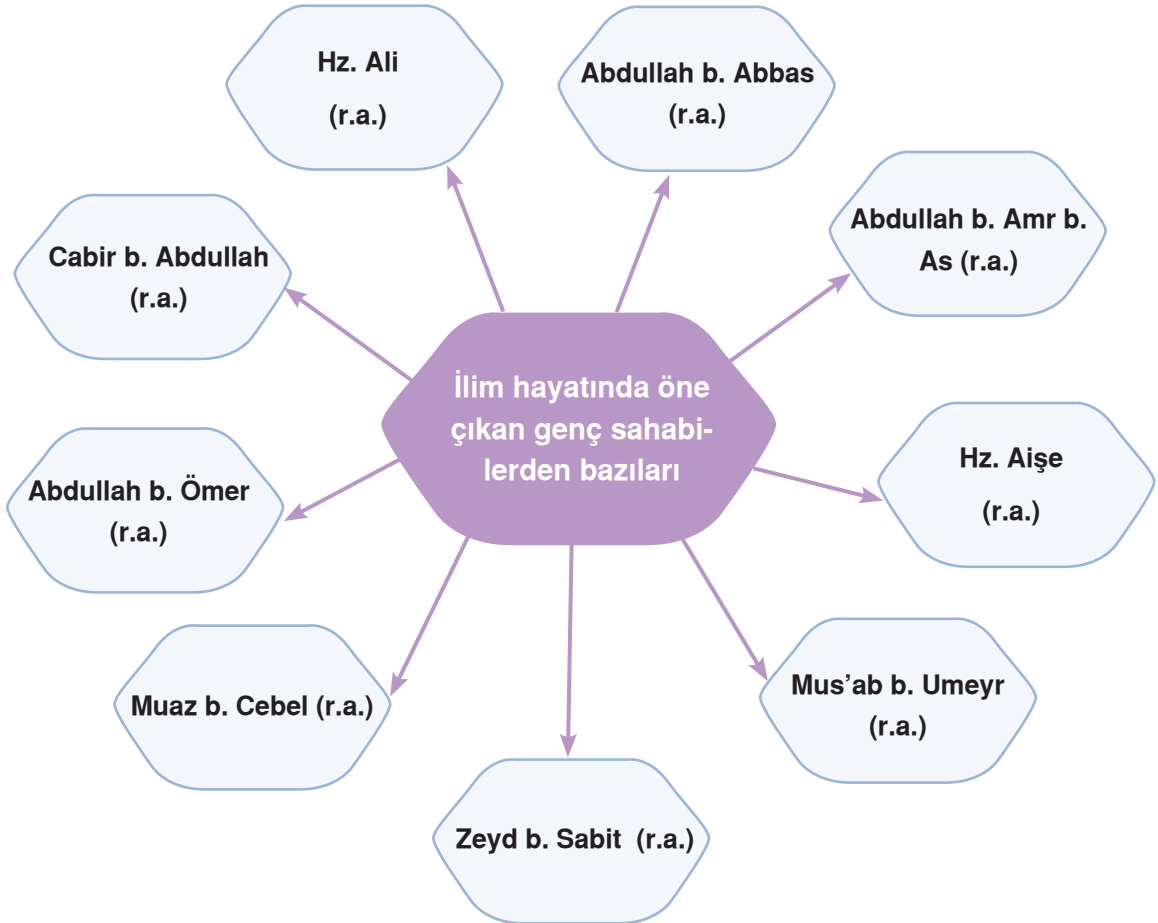 Hz. Ali
(r.a.)
Abdullah b. Abbas
(r.a.)
Abdullah b. Amr b.
As (r.a.)
Cabir b. Abdullah
(r.a.)
İlim hayatında öne
çıkan genç sahabi-
lerden bazıları
Hz. Aişe
(r.a.)
Abdullah b. Ömer
(r.a.)
Mus’ab b. Umeyr
(r.a.)
Muaz b. Cebel (r.a.)
Zeyd b. Sabit (r.a.)